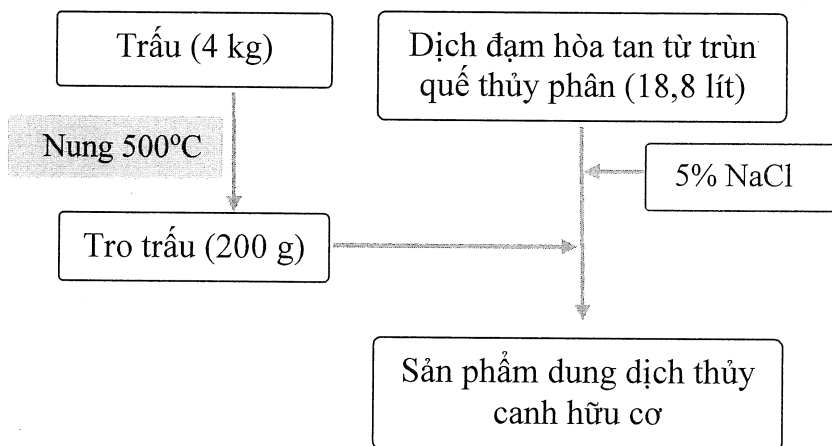 Trấu (4 kg)
Dịch đạm hòa tan từ trùn
quế thủy phân (18,8 lít)
Nung 500°C
5% NaCl
Tro trấu (200 g)
Sản phẩm dung dịch thủy
canh hữu cơ